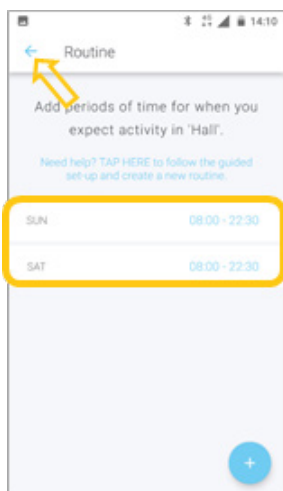 14:10
Routine
Add periods of time for when you
expect activity in 'Hall'.
Need help? TAP HERE to follow the guided
set-up and create a new routine.
SUN 08:00 - 22:30
SAT 08:00 - 22:30
+